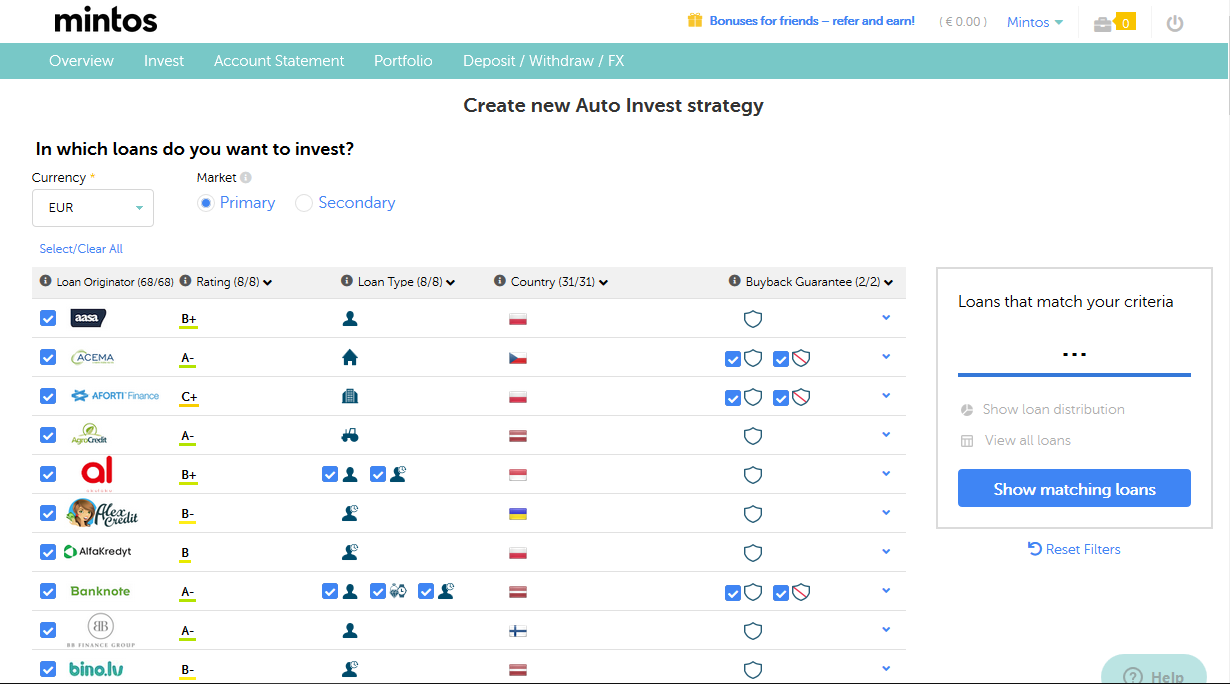 mintos
Bonuses for friends – refer and earn!
( € 0.00 )
Mintos
0
Overview
Invest
Account Statement
Portfolio
Deposit / Withdraw / FX
Create new Auto Invest strategy
In which loans do you want to invest?
Currency *
Market
EUR
Primary
Secondary
Select/Clear All
Loan Originator (68/68)
Rating (8/8)
Loan Type (8/8)
Country (31/31)
Buyback Guarantee (2/2)
aasa
B+
ACEMA
A-
AFORTI Finance
C+
AgroCredit
A-
al
B+
Alex Credit
B-
AlfaKredyt
B
Banknote
A-
BB
BB FINANCE GROUP
A-
bino.lv
B-
Loans that match your criteria
...
Show loan distribution
View all loans
Show matching loans
Reset Filters
? Help